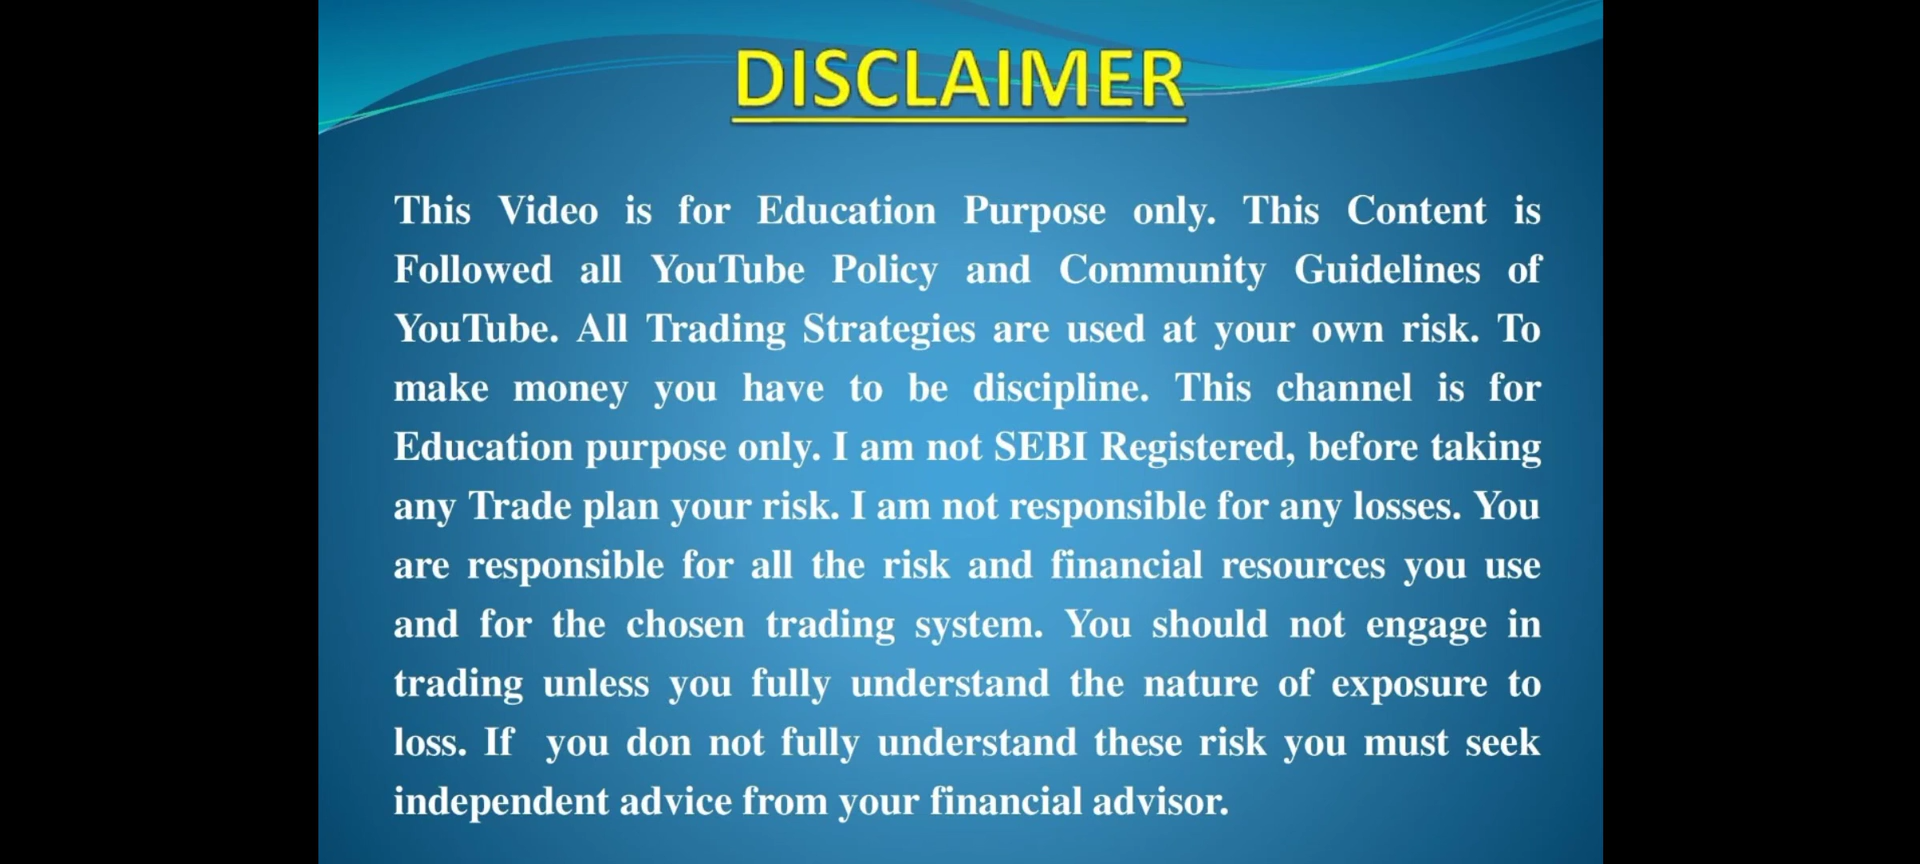 DISCLAIMER
This Video is for Education Purpose only. This Content is
Followed all YouTube Policy and Community Guidelines of
YouTube. All Trading Strategies are used at your own risk. To
make money you have to be discipline. This channel is for
Education purpose only. I am not SEBI Registered, before taking
any Trade plan your risk. I am not responsible for any losses. You
are responsible for all the risk and financial resources you use
and for the chosen trading system. You should not engage in
trading unless you fully understand the nature of exposure to
loss. If you don not fully understand these risk you must seek
independent advice from your financial advisor.